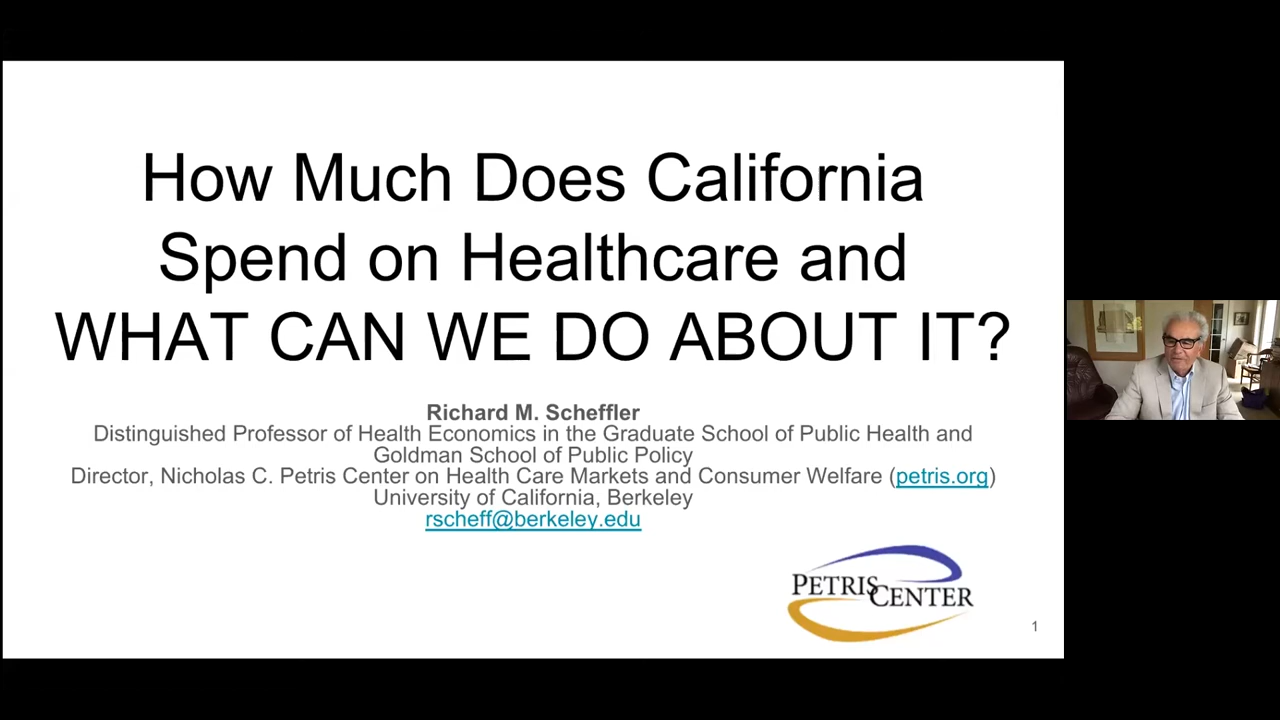 How Much Does California
Spend on Healthcare and
WHAT CAN WE DO ABOUT IT?
Richard M. Scheffler
Distinguished Professor of Health Economics in the Graduate School of Public Health and
Goldman School of Public Policy
Director, Nicholas C. Petris Center on Health Care Markets and Consumer Welfare (petris.org)
University of California, Berkeley
rscheff@berkeley.edu
PETRIS CENTER
1